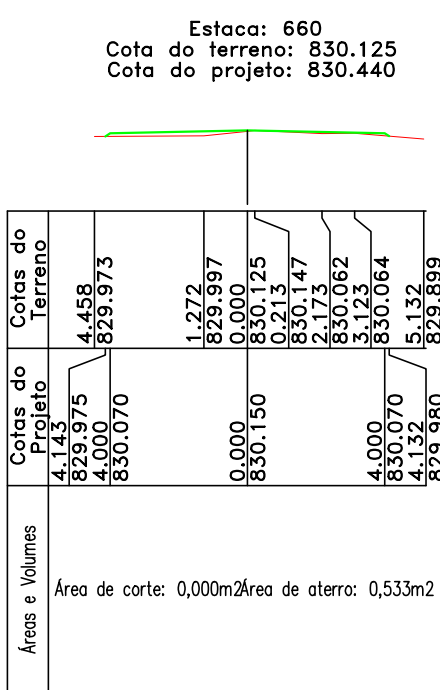 Estaca: 660
Cota do terreno: 830.125
Cota do projeto: 830.440
Cotas do
Terreno
4.458
829.973
1.272
829.997
0.000
830.125
0.213
830.147
2.173
830.062
3.123
830.064
5.132
829.899
Cotas do
Projeto
4.143
829.975
4.000
830.070
0.000
830.150
4.000
830.070
4.132
829.980
Áreas e Volumes
Área de corte: 0,000m2Área de aterro: 0,533m2